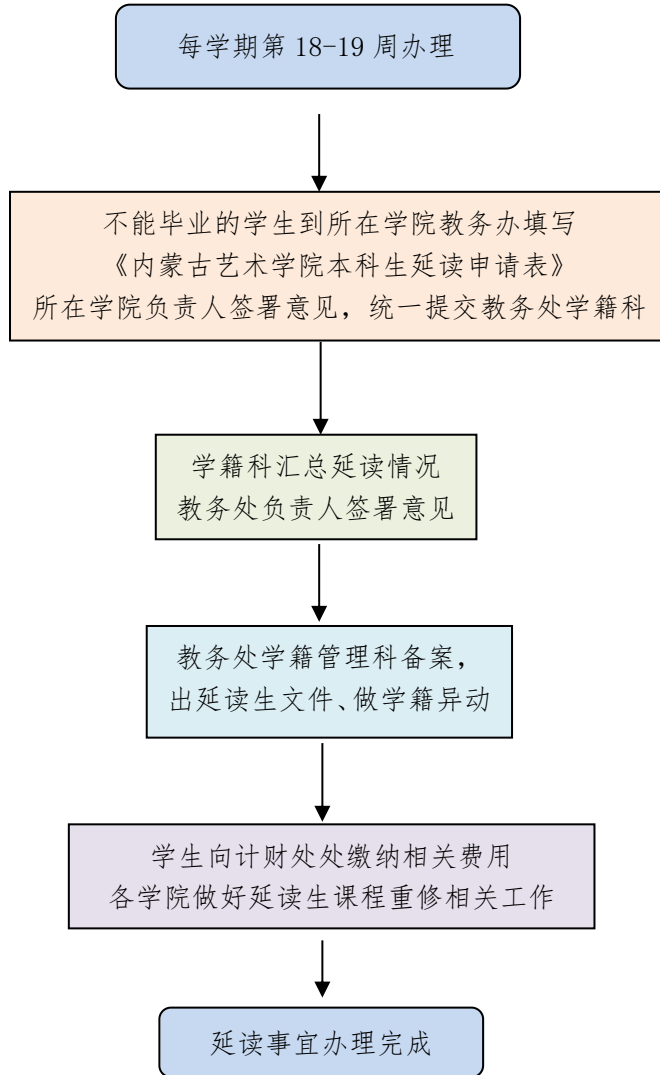 每学期第 18-19 周办理
不能毕业的学生到所在学院教务办填写
《内蒙古艺术学院本科生延读申请表》
所在学院负责人签署意见，统一提交教务处学籍科
学籍科汇总延读情况
教务处负责人签署意见
教务处学籍管理科备案，
出延读生文件、做学籍异动
学生向计财处处缴纳相关费用
各学院做好延读生课程重修相关工作
延读事宜办理完成